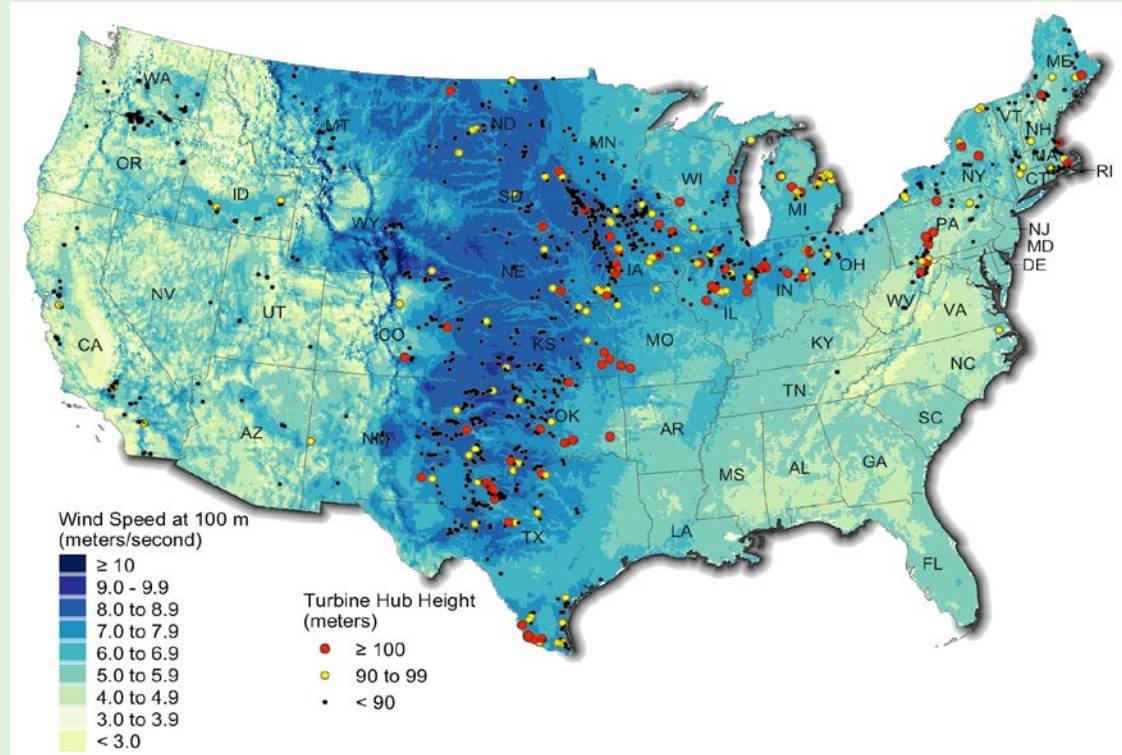 WA
ME
MT
ND
VT
MN
NH
OR
MA
ID
WI
NY
CT
RI
SD
MI
WY
PA
NJ
IA
MD
NE
OH
DE
NV
IN
UT
IL
WV
VA
CO
CA
KS
MO
KY
NC
TN
OK
AZ
NM
AR
SC
MS
AL
GA
Wind Speed at 100 m
(meters/second)
≥ 10
9.0 - 9.9
8.0 to 8.9
7.0 to 7.9
6.0 to 6.9
5.0 to 5.9
4.0 to 4.9
3.0 to 3.9
< 3.0
TX
LA
FL
Turbine Hub Height
(meters)
≥ 100
90 to 99
< 90